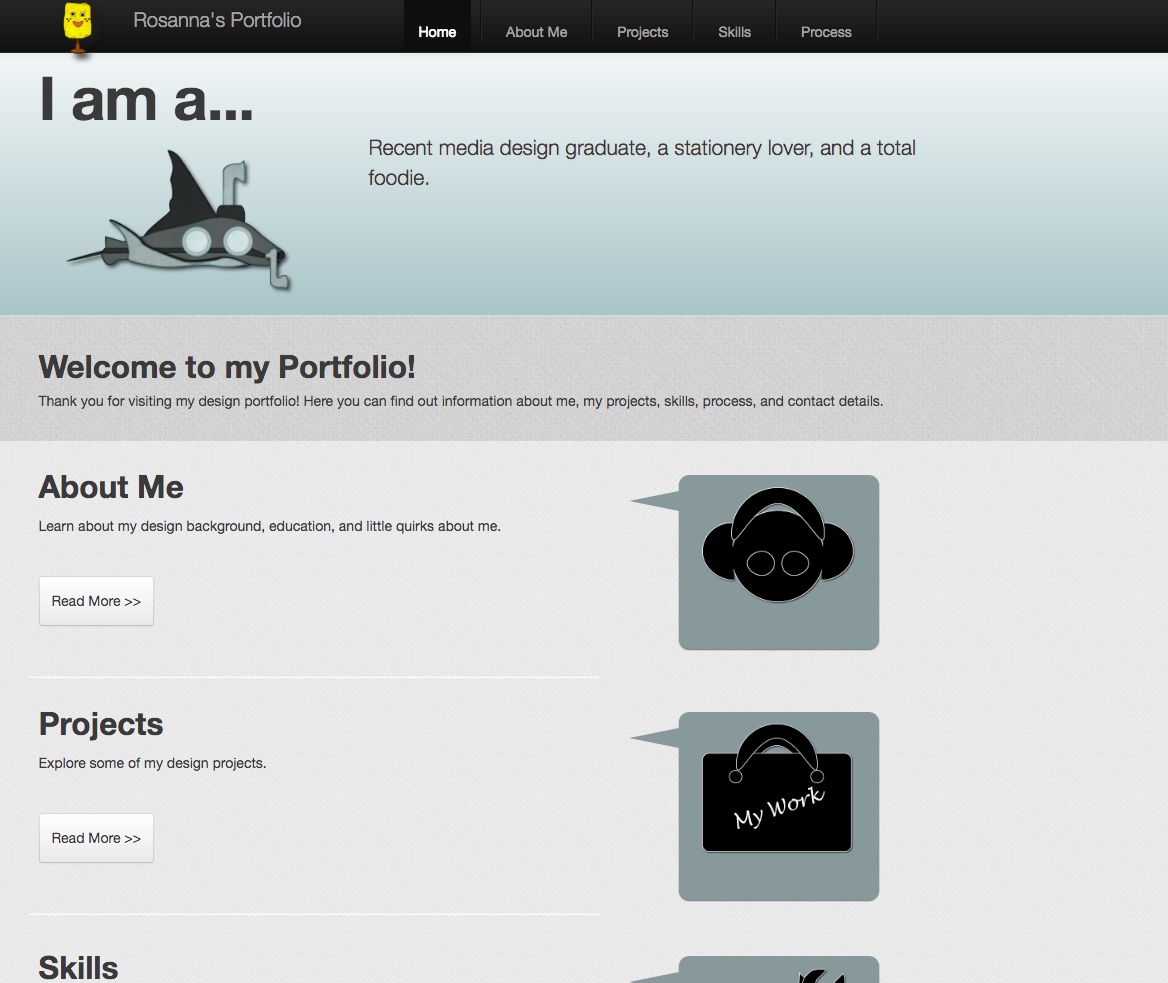 Rosanna's Portfolio
Home
About Me
Projects
Skills
Process
I am a...
Recent media design graduate, a stationery lover, and a total
foodie.
Welcome to my Portfolio!
Thank you for visiting my design portfolio! Here you can find out information about me, my projects, skills, process, and contact details.
About Me
Learn about my design background, education, and little quirks about me.
Read More >>
Projects
Explore some of my design projects.
My Work
Read More >>
Skills